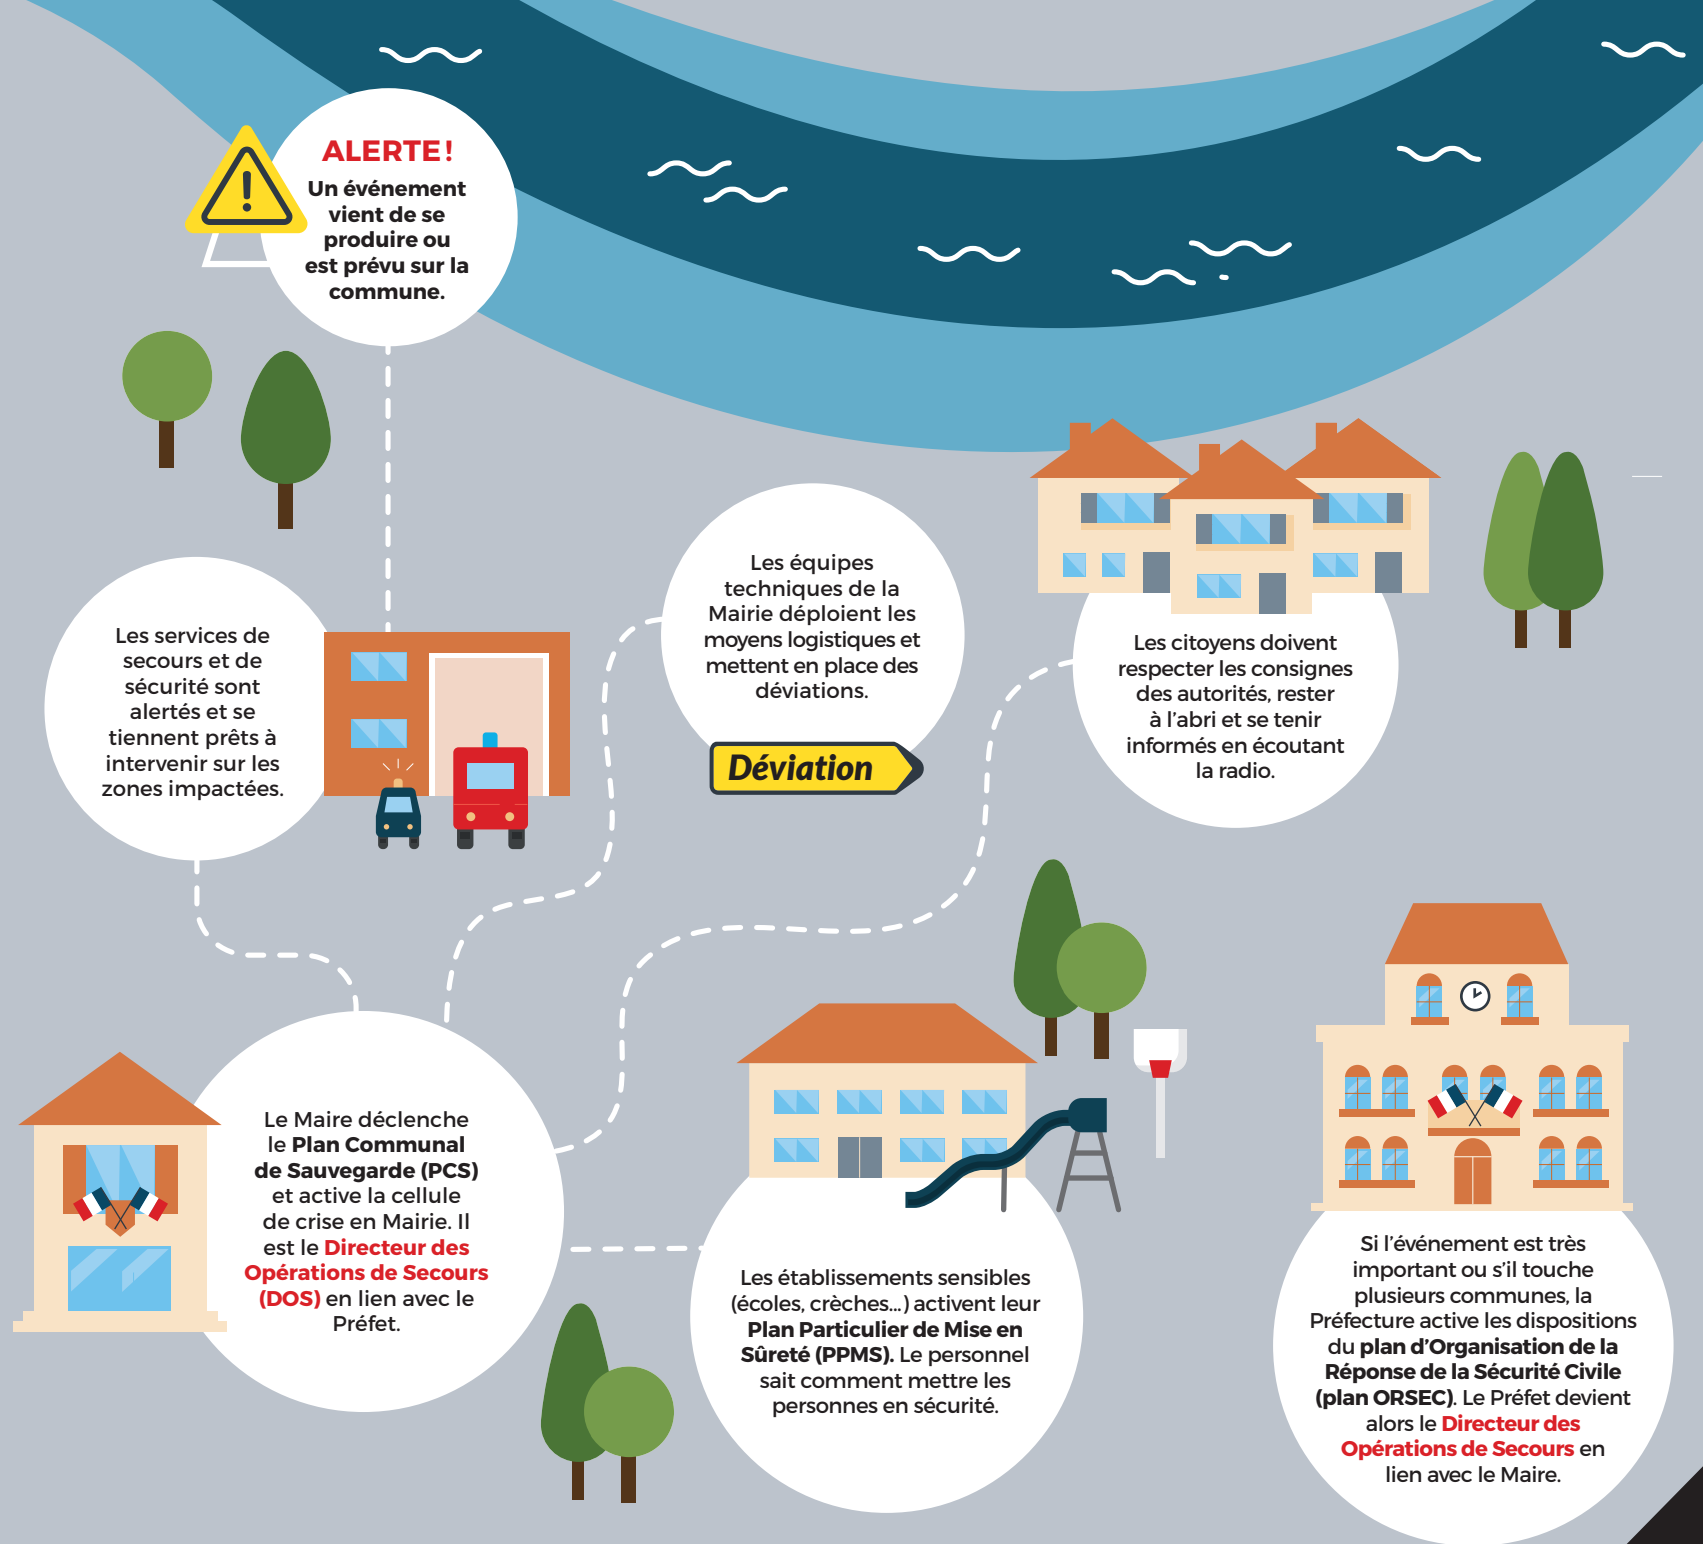 ALERTE !
Un événement
vient de se
produire ou
est prévu sur la
commune.
Les services de
secours et de
sécurité sont
alertés et se
tiennent prêts à
intervenir sur les
zones impactées.
Les équipes
techniques de la
Mairie déploient les
moyens logistiques et
mettent en place des
déviations.
Déviation
Les citoyens doivent
respecter les consignes
des autorités, rester
à l’abri et se tenir
informés en écoutant
la radio.
Le Maire déclenche
le Plan Communal
de Sauvegarde (PCS)
et active la cellule
de crise en Mairie. Il
est le Directeur des
Opérations de Secours
(DOS) en lien avec le
Préfet.
Les établissements sensibles
(écoles, crèches...) activent leur
Plan Particulier de Mise en
Sûreté (PPMS). Le personnel
sait comment mettre les
personnes en sécurité.
Si l’événement est très
important ou s’il touche
plusieurs communes, la
Préfecture active les dispositions
du plan d’Organisation de la
Réponse de la Sécurité Civile
(plan ORSEC). Le Préfet devient
alors le Directeur des
Opérations de Secours en
lien avec le Maire.